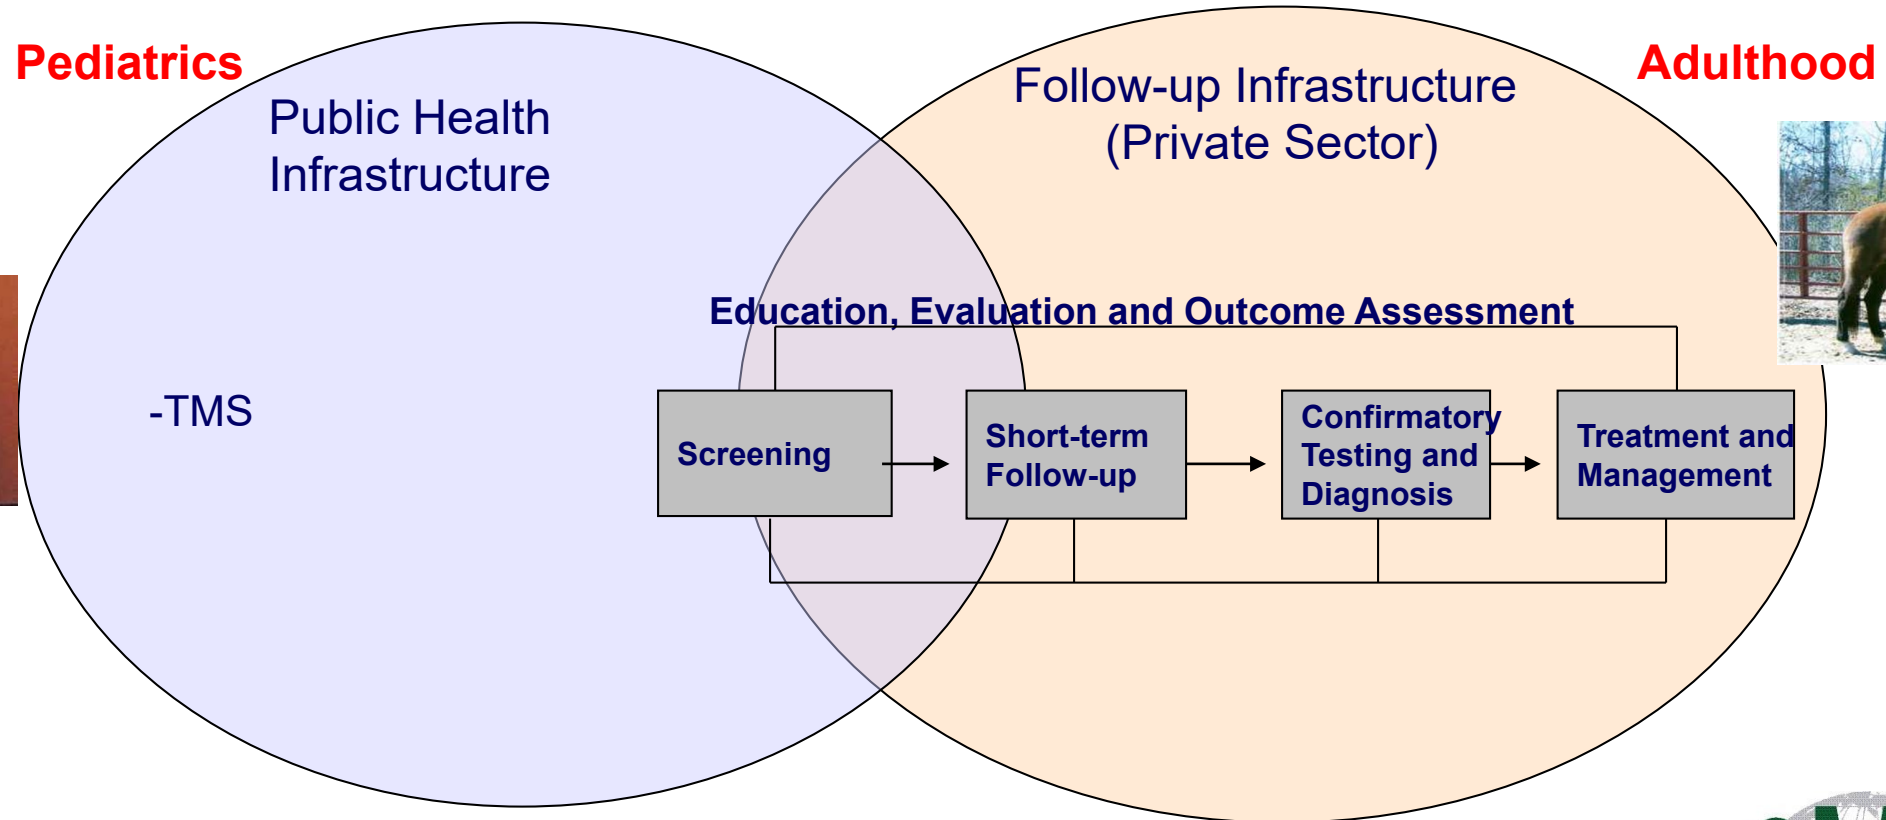 Pediatrics
Adulthood
Public Health
Infrastructure
Follow-up Infrastructure
(Private Sector)
Education, Evaluation and Outcome Assessment
-TMS
Screening
Short-term
Follow-up
Confirmatory
Testing and
Diagnosis
Treatment and
Management